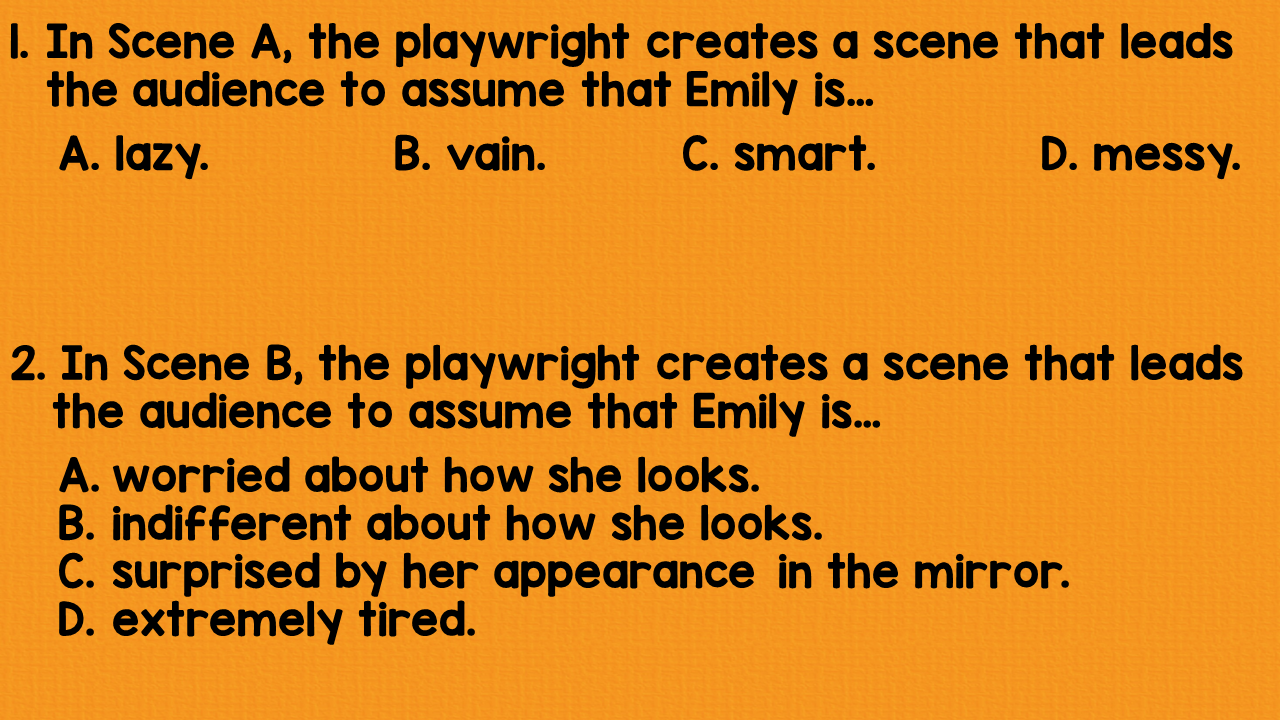 1. In Scene A, the playwright creates a scene that leads
the audience to assume that Emily is...
A. lazy. B. vain. C. smart. D. messy.
2. In Scene B, the playwright creates a scene that leads
the audience to assume that Emily is...
A. worried about how she looks.
B. indifferent about how she looks.
C. surprised by her appearance in the mirror.
D. extremely tired.